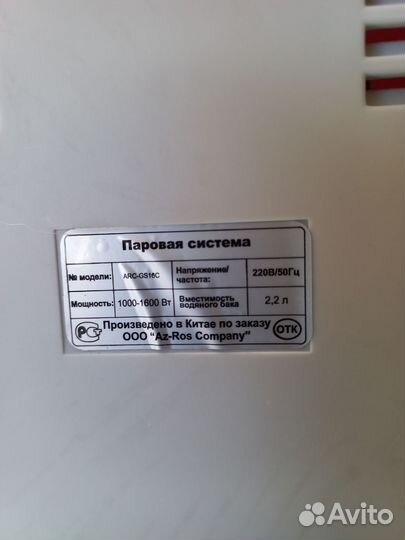 Паровая система
№ модели: ARC-GS16C Напряжение/частота: 220В/50Гц
Мощность: 1000-1600 Вт Вместимость водяного бака 2,2 л
РСТ Произведено в Китае по заказу ОТК
ООО "Az-Ros Company"
Avito